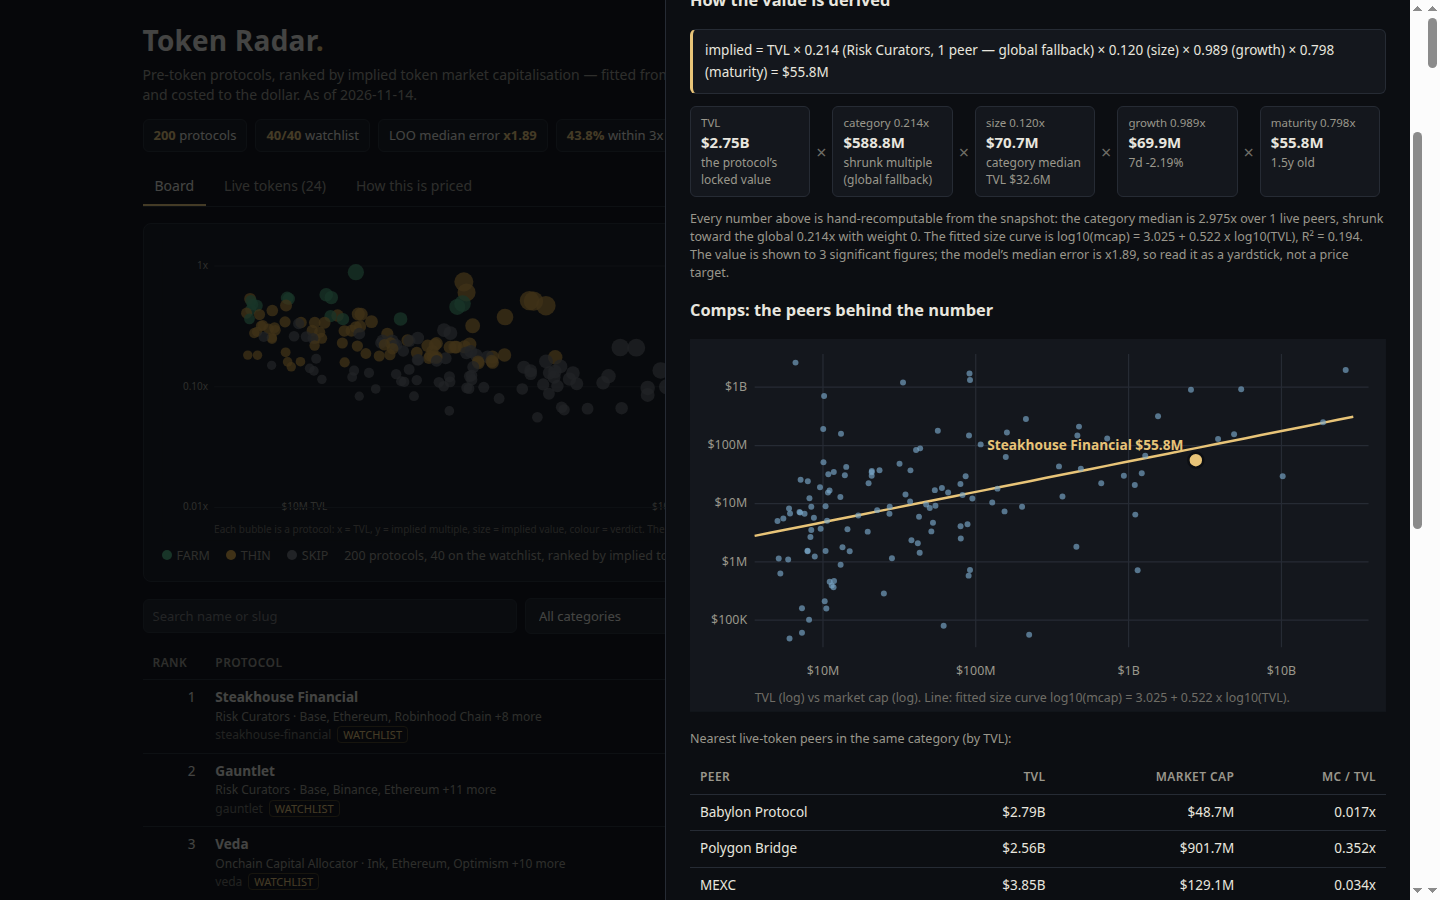 Token Radar.
Pre-token protocols, ranked by implied token market capitalisation — fitted from
and costed to the dollar. As of 2026-11-14.
200 protocols
40/40 watchlist
LOO median error x1.89
43.8% within 3x
Board
Live tokens (24)
How this is priced
1x
0.10x
0.01x
$10M TVL
Each bubble is a protocol: x = TVL, y = implied multiple, size = implied value, colour = verdict. The
FARM
THIN
SKIP
200 protocols, 40 on the watchlist, ranked by implied to
Search name or slug
All categories
RANK PROTOCOL
1 Steakhouse Financial
Risk Curators · Base, Ethereum, Robinhood Chain +8 more
steakhouse-financial WATCHLIST
2 Gauntlet
Risk Curators · Base, Binance, Ethereum +11 more
gauntlet WATCHLIST
3 Veda
Onchain Capital Allocator · Ink, Ethereum, Optimism +10 more
veda WATCHLIST
How the value is derived
implied = TVL × 0.214 (Risk Curators, 1 peer — global fallback) × 0.120 (size) × 0.989 (growth) × 0.798
(maturity) = $55.8M
TVL
$2.75B
the protocol's
locked value
×
category 0.214x
$588.8M
shrunk multiple
(global fallback)
×
size 0.120x
$70.7M
category median
TVL $32.6M
×
growth 0.989x
$69.9M
7d -2.19%
×
maturity 0.798x
$55.8M
1.5y old
Every number above is hand-recomputable from the snapshot: the category median is 2.975x over 1 live peers, shrunk
toward the global 0.214x with weight 0. The fitted size curve is log10(mcap) = 3.025 + 0.522 x log10(TVL), R² = 0.194.
The value is shown to 3 significant figures; the model's median error is x1.89, so read it as a yardstick, not a price
target.
Comps: the peers behind the number
$1B
$100M
$10M
$1M
$100K
Steakhouse Financial $55.8M
$10M
$100M
$1B
$10B
TVL (log) vs market cap (log). Line: fitted size curve log10(mcap) = 3.025 + 0.522 x log10(TVL).
Nearest live-token peers in the same category (by TVL):
PEER TVL MARKET CAP MC / TVL
Babylon Protocol $2.79B $48.7M 0.017x
Polygon Bridge $2.56B $901.7M 0.352x
MEXC $3.85B $129.1M 0.034x